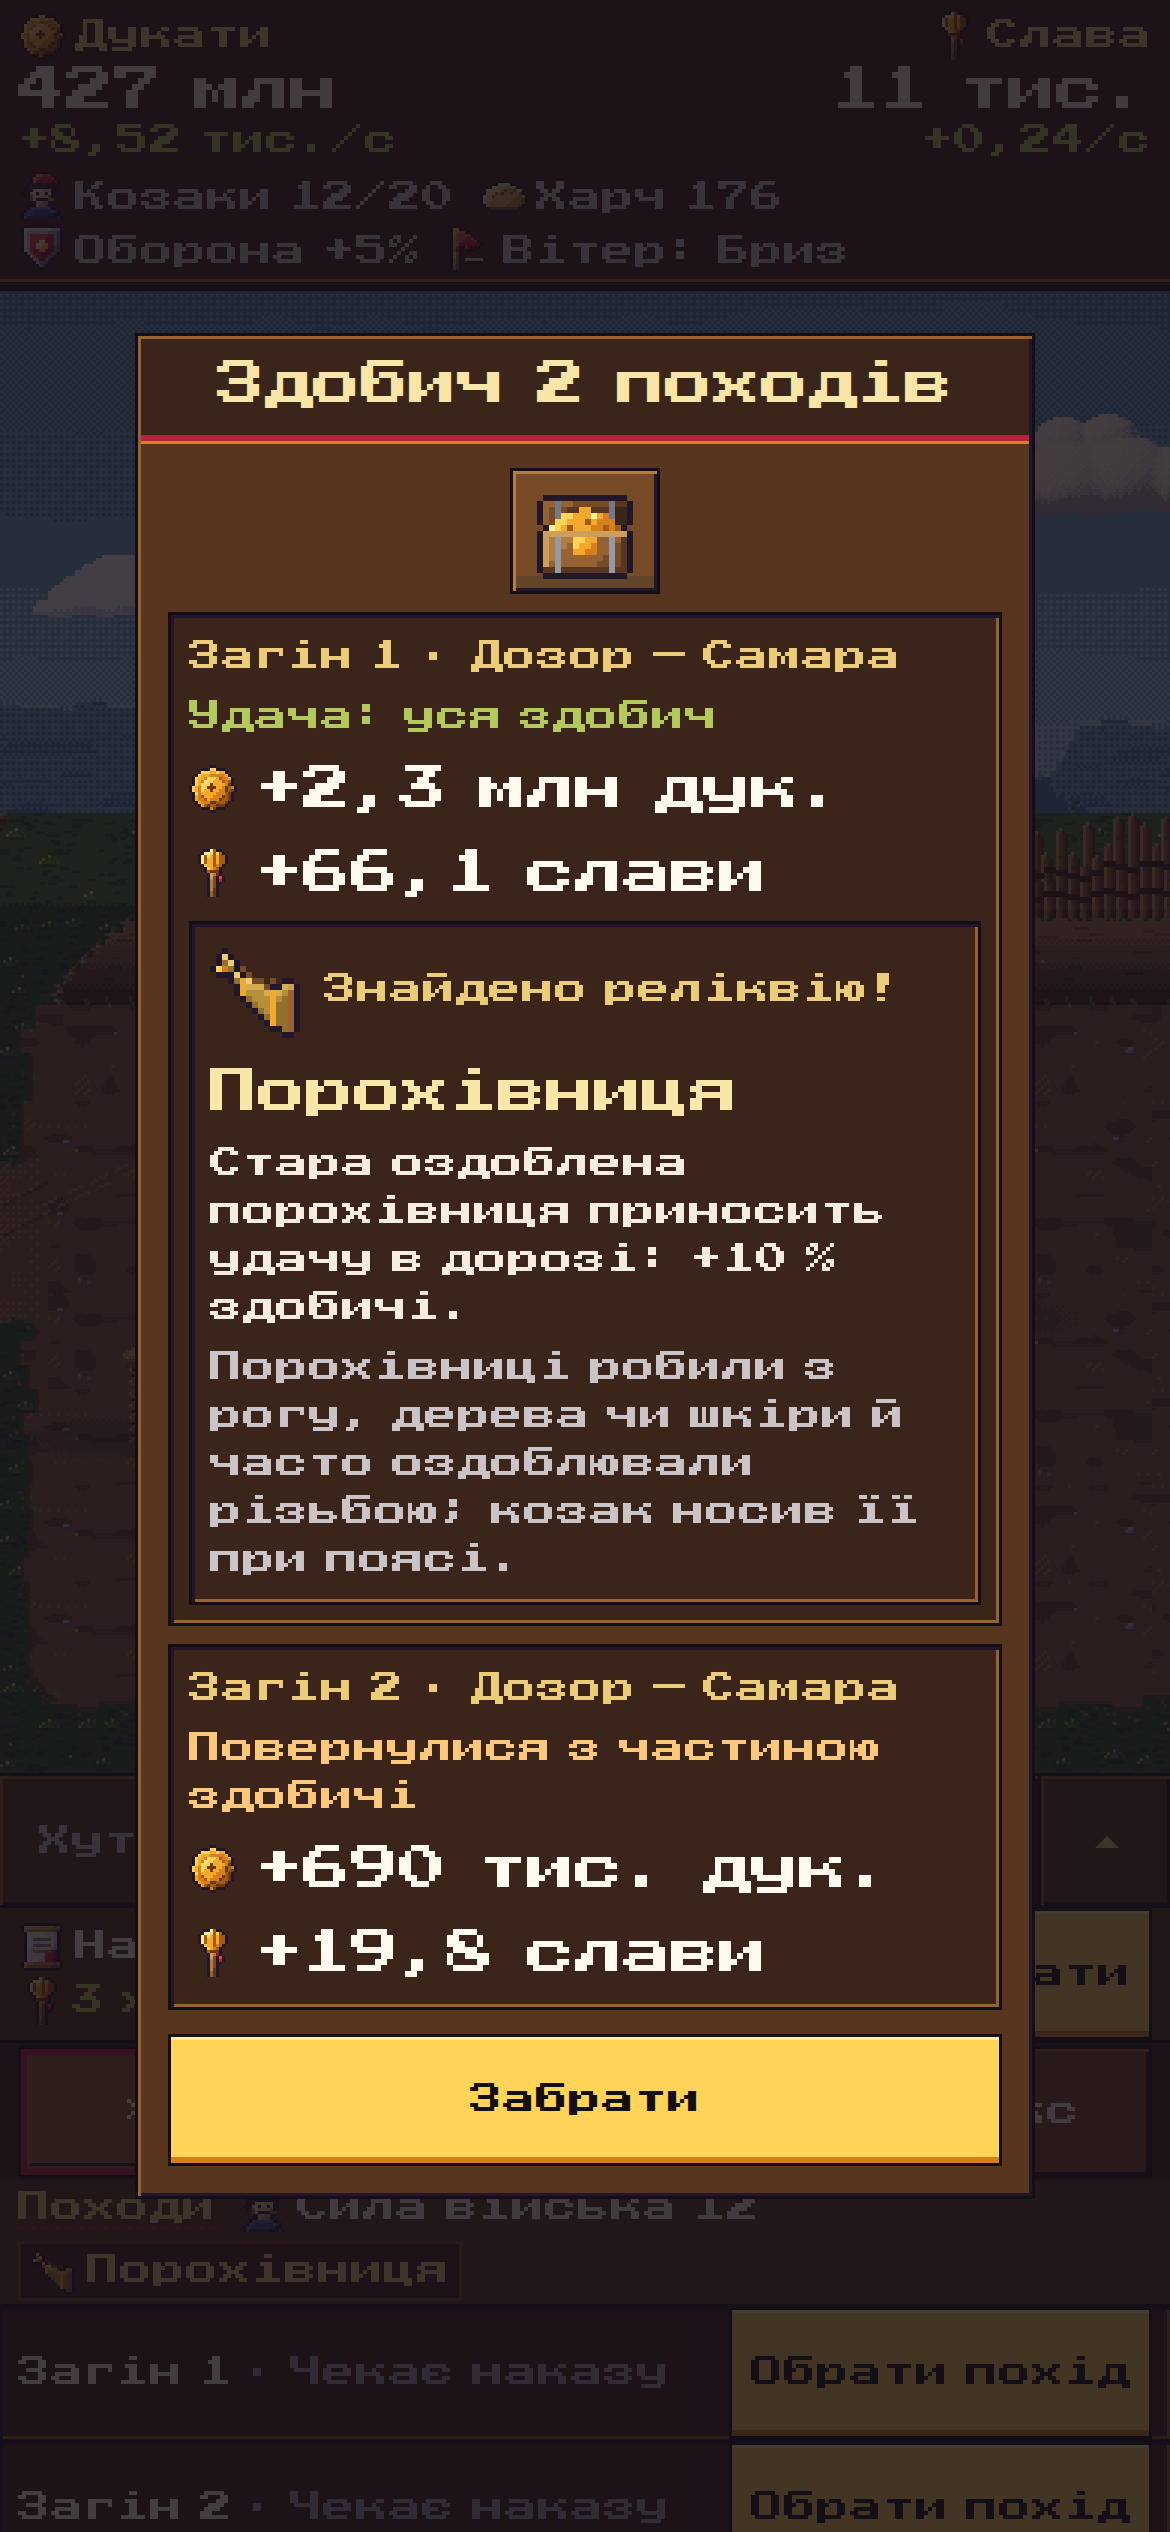 Дукати
Слава
427 млн
11 тис.
+8,52 тис./с
+0,24/с
Козаки 12/20
Харч 176
Оборона +5%
Вітер: Бриз
Здобич 2 походів
Загін 1 · Дозор — Самара
Удача: уся здобич
+2,3 млн дук.
+66,1 слави
Знайдено реліквію!
Порохівниця
Стара оздоблена
порохівниця приносить
удачу в дорозі: +10 %
здобичі.
Порохівниці робили з
рогу, дерева чи шкіри й
часто оздоблювали
різьбою; козак носив її
при поясі.
Загін 2 · Дозор — Самара
Повернулися з частиною
здобичі
+690 тис. дук.
+19,8 слави
Забрати
Походи
Сила війська 12
Порохівниця
Загін 1 · Чекає наказу
Обрати похід
Загін 2 · Чекає наказу
Обрати похід